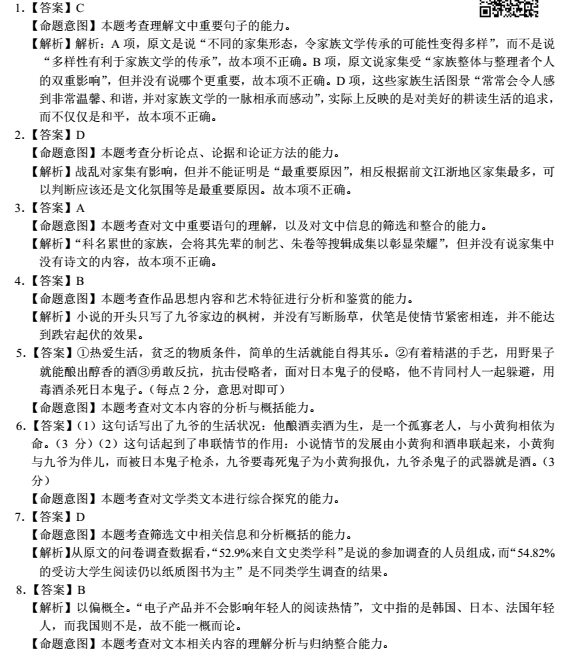 1.【答案】C
【命题意图】本题考查理解文中重要句子的能力。
【解析】解析：A 项，原文是说“不同的家集形态，令家族文学传承的可能性变得多样”，而不是说
“多样性有利于家族文学的传承”，故本项不正确。B 项，原文说家集受“家族整体与整理者个人
的双重影响”，但并没有说哪个更重要，故本项不正确。D 项，这些家族生活图景“常常会令人感
到非常温馨、和谐，并对家族文学的一脉相承而感动”，实际上反映的是对美好的耕读生活的追求，
而不仅仅是和平，故本项不正确。
2.【答案】D
【命题意图】本题考查分析论点、论据和论证方法的能力。
【解析】战乱对家集有影响，但并不能证明是“最重要原因”，相反根据前文江浙地区家集最多，可
以判断应该还是文化氛围等是最重要原因。故本项不正确。
3.【答案】A
【命题意图】本题考查对文中重要语句的理解，以及对文中信息的筛选和整合的能力。
【解析】“科名累世的家族，会将其先辈的制艺、朱卷等搜辑成集以彰显荣耀”，但并没有说家集中
没有诗文的内容，故本项不正确。
4.【答案】B
【命题意图】本题考查作品思想内容和艺术特征进行分析和鉴赏的能力。
【解析】小说的开头只写了九爷家边的枫树，并没有写断肠草，伏笔是使情节紧密相连，并不能达
到跌宕起伏的效果。
5.【答案】①热爱生活，贫乏的物质条件，简单的生活就能自得其乐。②有着精湛的手艺，用野果子
就能酿出醇香的酒③勇敢反抗，抗击侵略者，面对日本鬼子的侵略，他不肯同村人一起躲避，用
毒酒杀死日本鬼子。（每点 2 分，意思对即可）
【命题意图】本题考查对文本内容的分析与概括能力。
6.【答案】（1）这句话写出了九爷的生活状况：他酿酒卖酒为生，是一个孤寡老人，与小黄狗相依为
命。（3 分）（2）这句话起到了串联情节的作用：小说情节的发展由小黄狗和酒串联起来，小黄狗
与九爷为伴儿，而被日本鬼子枪杀，九爷要毒死鬼子为小黄狗报仇，九爷杀鬼子的武器就是酒。（3
分）
【命题意图】本题考查对文学类文本进行综合探究的能力。
7.【答案】D
【命题意图】本题考查筛选文中相关信息和分析概括的能力。
【解析】从原文的问卷调查数据看，“52.9%来自文史类学科”是说的参加调查的人员组成，而“54.82%
的受访大学生阅读仍以纸质图书为主”是不同类学生调查的结果。
8.【答案】B
【解析】以偏概全。“电子产品并不会影响年轻人的阅读热情”，文中指的是韩国、日本、法国年轻
人，而我国则不是，故不能一概而论。
【命题意图】本题考查对文本相关内容的理解分析与归纳整合能力。